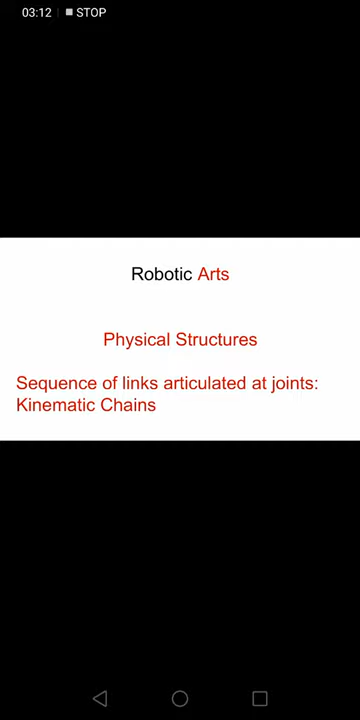 03:12
STOP
Robotic Arts
Physical Structures
Sequence of links articulated at joints:
Kinematic Chains